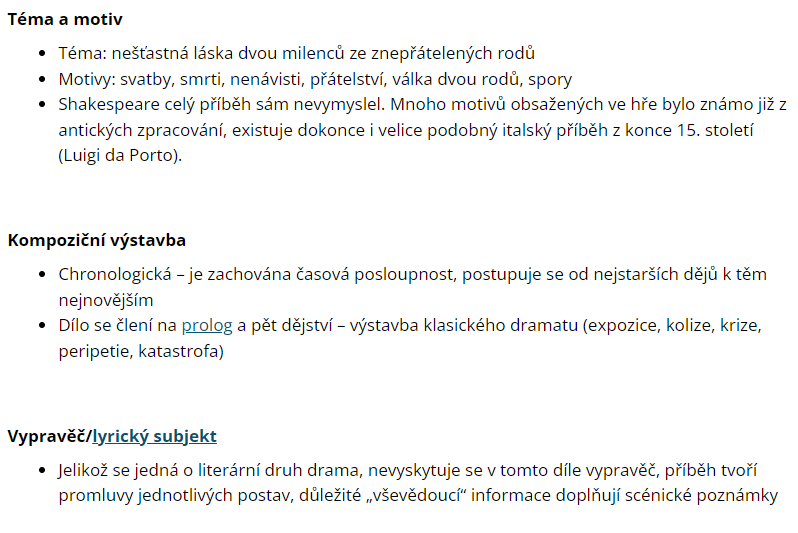 Téma a motiv
• Téma: nešťastná láska dvou milenců ze znepřátelených rodů
• Motivy: svatby, smrti, nenávisti, přátelství, válka dvou rodů, spory
• Shakespeare celý příběh sám nevymyslel. Mnoho motivů obsažených ve hře bylo známo již z
antických zpracování, existuje dokonce i velice podobný italský příběh z konce 15. století
(Luigi da Porto).
Kompoziční výstavba
• Chronologická – je zachována časová posloupnost, postupuje se od nejstarších dějů k těm
nejnovějším
• Dílo se člení na prolog a pět dějství – výstavba klasického dramatu (expozice, kolize, krize,
peripetie, katastrofa)
Vypravěč/lyrický subjekt
• Jelikož se jedná o literární druh drama, nevyskytuje se v tomto díle vypravěč, příběh tvoří
promluvy jednotlivých postav, důležité „vševědoucí“ informace doplňují scénické poznámky